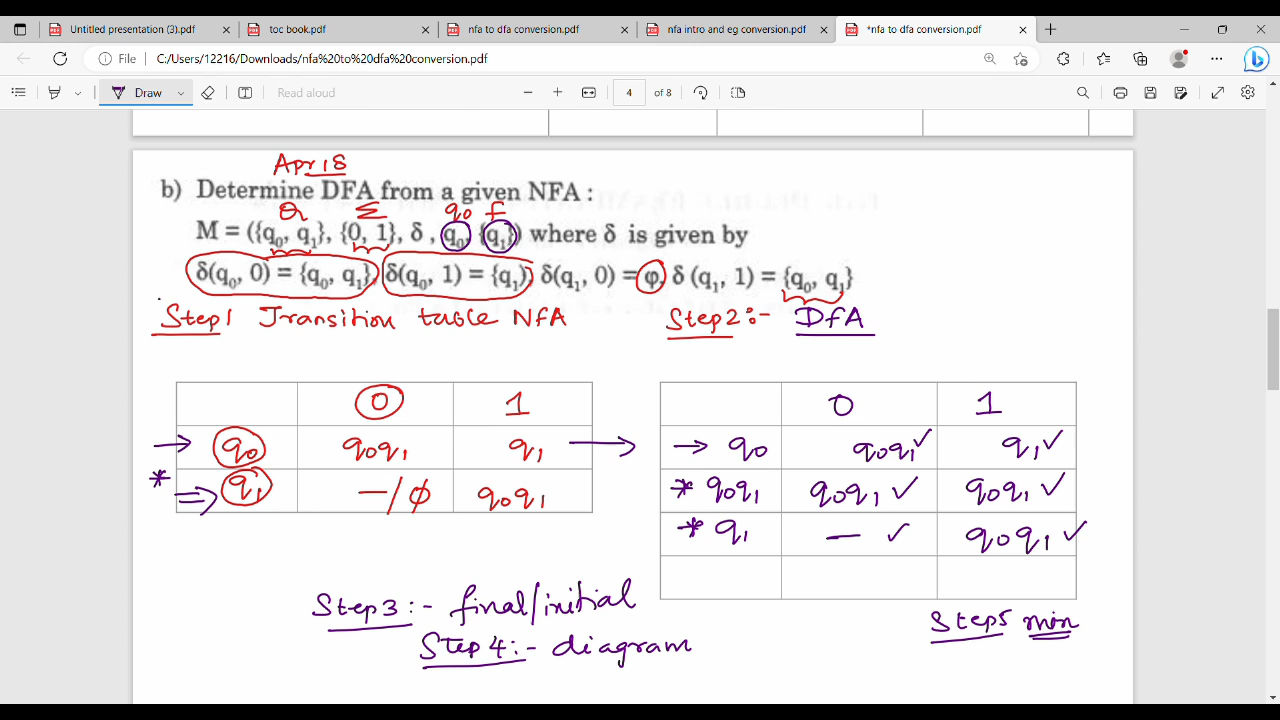 Untitled presentation (3).pdf
toc book.pdf
nfa to dfa conversion.pdf
nfa intro and eg conversion.pdf
*nfa to dfa conversion.pdf
File C:/Users/12216/Downloads/nfa%20to%20dfa%20conversion.pdf
Draw Read aloud 4 of 8
Apr 18
b) Determine DFA from a given NFA :
Q Σ q0 f
M = ({q₀, q₁}, {0, 1}, δ , q₀, {q₁}) where δ is given by
δ(q₀, 0) = {q₀, q₁} δ(q₀, 1) = {q₁}, δ(q₁, 0) = φ, δ (q₁, 1) = {q₀, q₁}
Step1 Transition table NfA
Step2 :- DfA
0 1
→ q0 q0q1 q1 →
* ⇒ q1 -/ϕ q0q1
0 1
→ q0 q0q1 ✓ q1 ✓
* q0q1 q0q1 ✓ q0q1 ✓
* q1 — ✓ q0q1 ✓
Step3 :- final/initial
Step 4 :- diagram
Step5 min